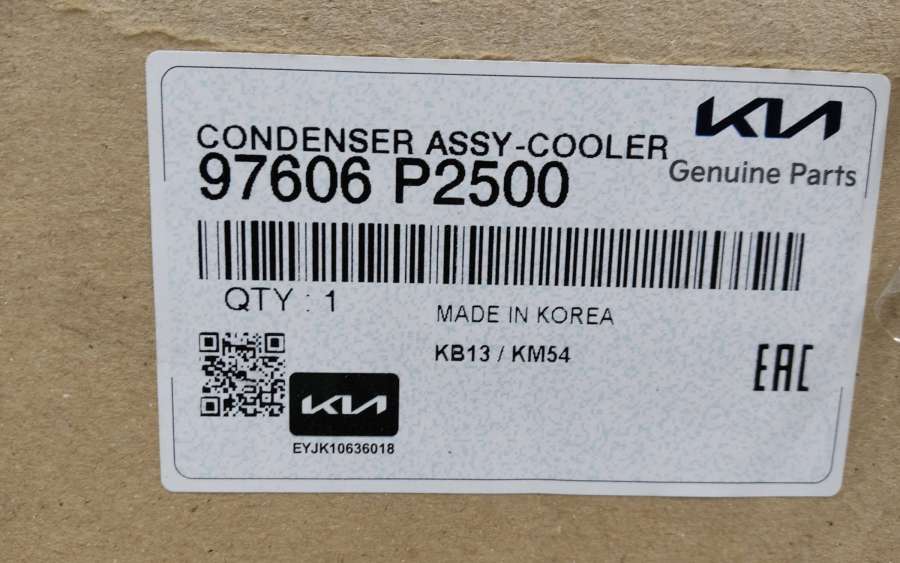 KIA
CONDENSER ASSY-COOLER
Genuine Parts
97606 P2500
QTY : 1
MADE IN KOREA
KB13 / KM54
EAC
KIA
EYJK10636018